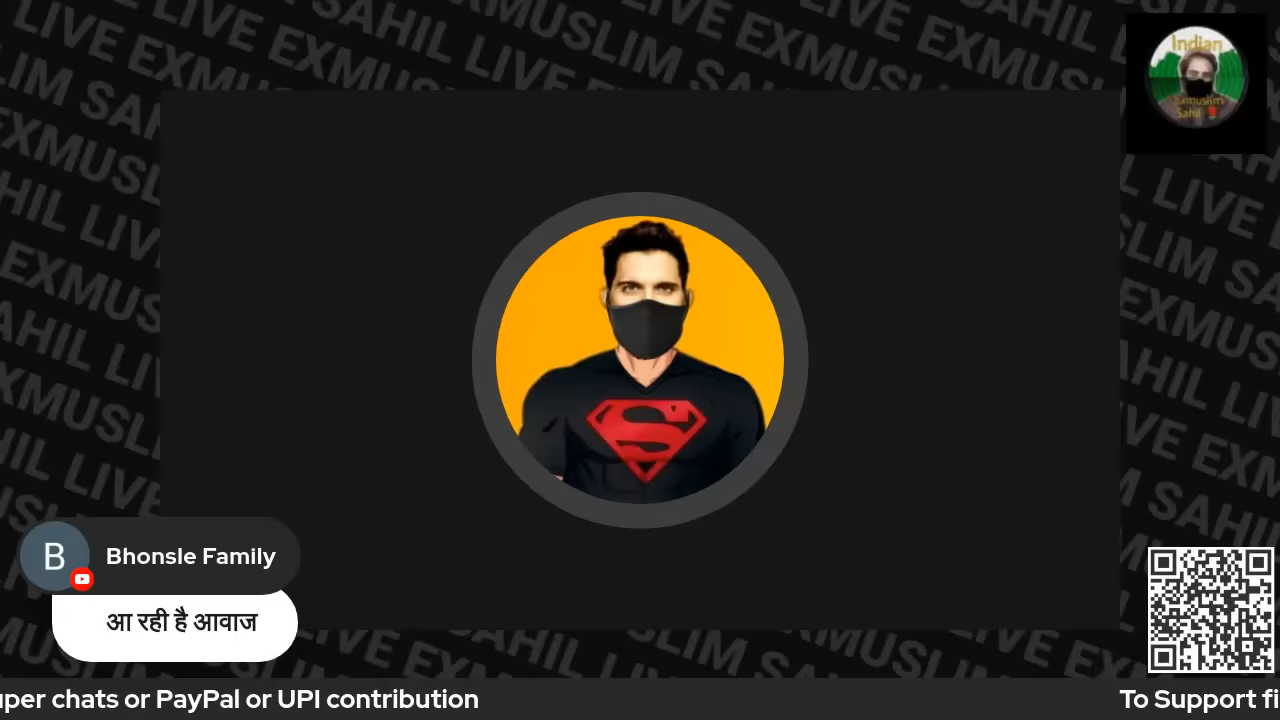 Indian
Exmuslim
Sahil
Bhonsle Family
B
आ रही है आवाज
uper chats or PayPal or UPI contribution
To Support fi